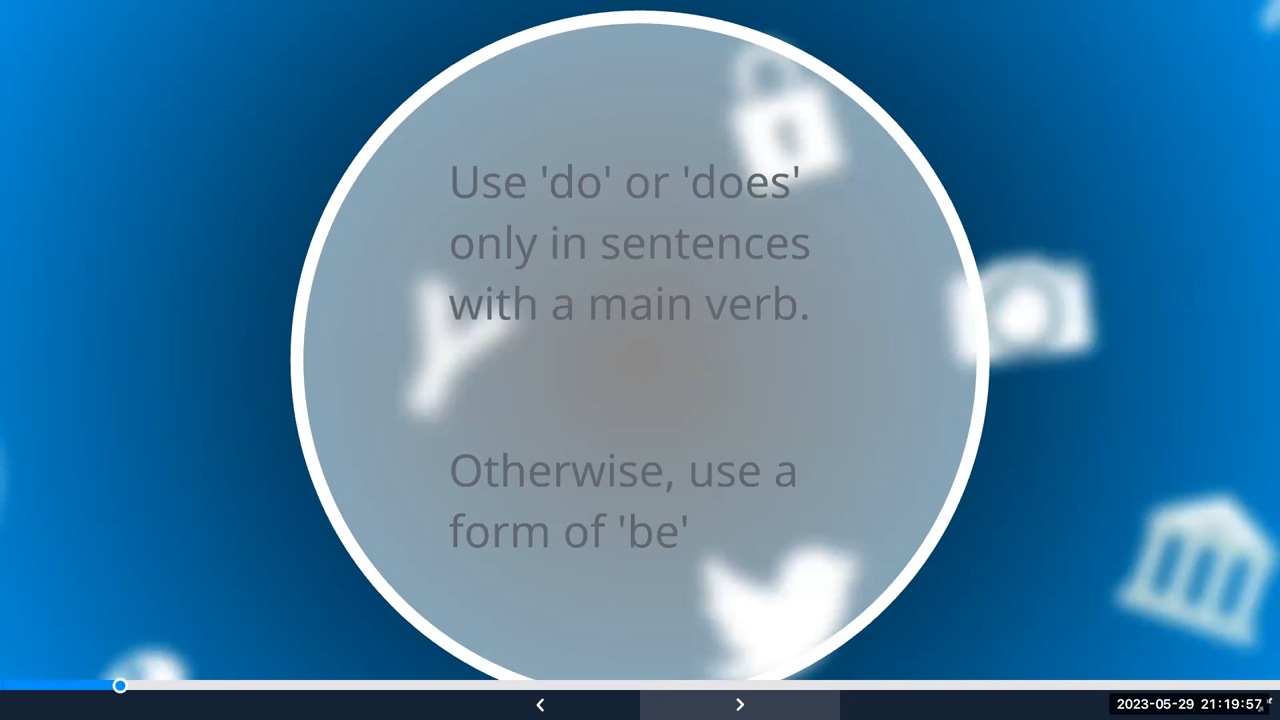 Use 'do' or 'does'
only in sentences
with a main verb.
Otherwise, use a
form of 'be'
2023-05-29 21:19:57